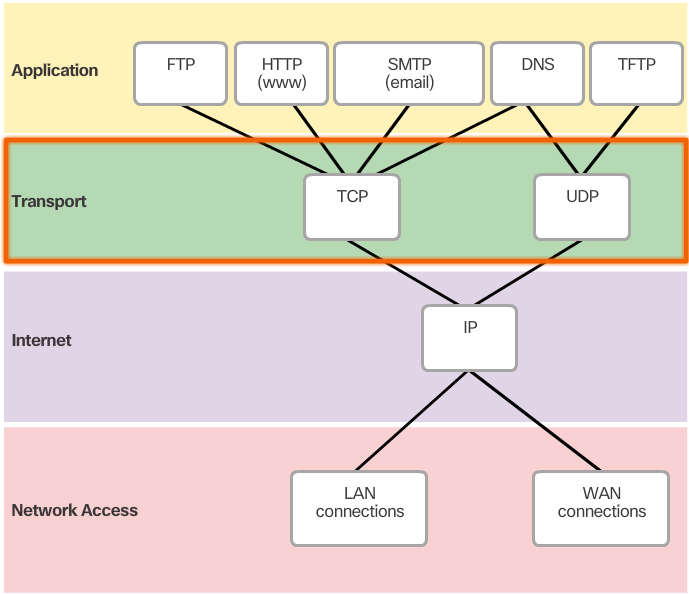 Application
FTP
HTTP
(www)
SMTP
(email)
DNS
TFTP
Transport
TCP
UDP
Internet
IP
Network Access
LAN
connections
WAN
connections